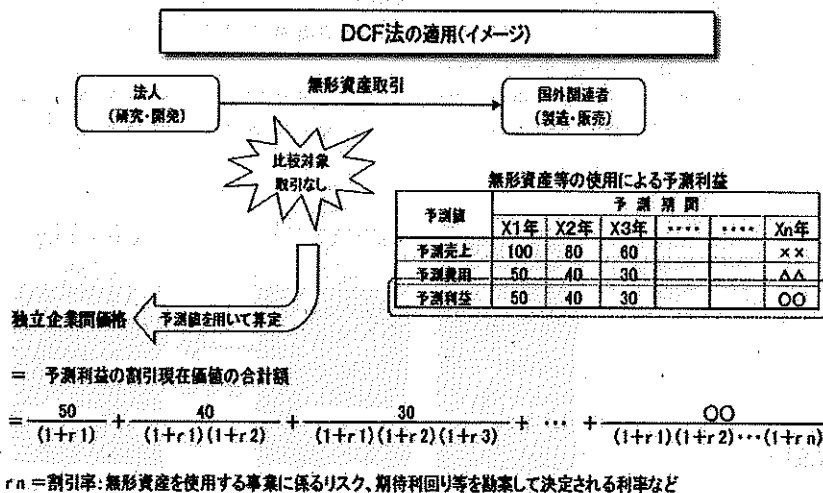 DCF法の適用(イメージ)
法人
(研究・開発)
無形資産取引
国外関連者
(製造・販売)
比較対象
取引なし
無形資産等の使用による予測利益
予測値 予測期間
X1年 X2年 X3年 ・・・・ ・・・・ Xn年
予測売上 100 80 60 ××
予測費用 50 40 30 △△
予測利益 50 40 30 〇〇
独立企業間価格
予測値を用いて算定
= 予測利益の割引現在価値の合計額
= 50/(1+r1) + 40/(1+r1)(1+r2) + 30/(1+r1)(1+r2)(1+r3) + … + 〇〇/(1+r1)(1+r2)…(1+rn)
rn=割引率:無形資産を使用する事業に係るリスク、期待利回り等を勘案して決定される利率など